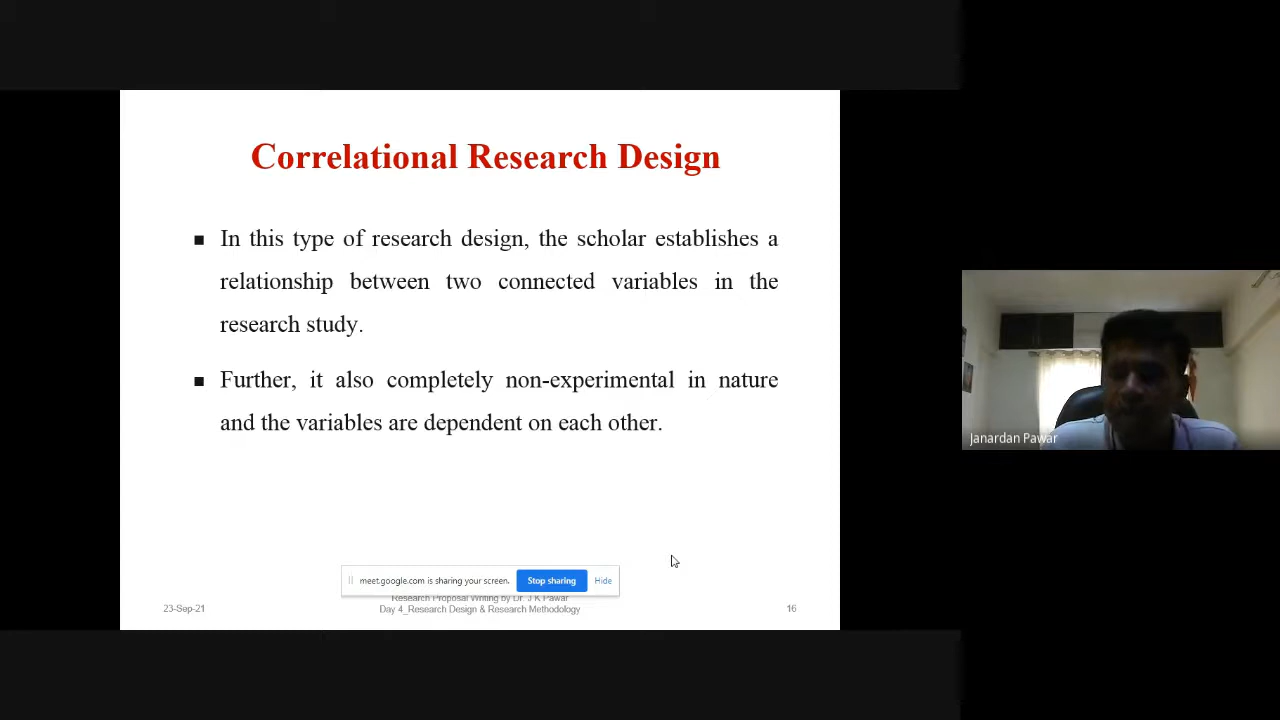 Correlational Research Design
■ In this type of research design, the scholar establishes a
relationship between two connected variables in the
research study.
■ Further, it also completely non-experimental in nature
and the variables are dependent on each other.
meet.google.com is sharing your screen. Stop sharing Hide
Research Proposal Writing by Dr. J K Pawar
23-Sep-21 Day 4_Research Design & Research Methodology 16
Janardan Pawar